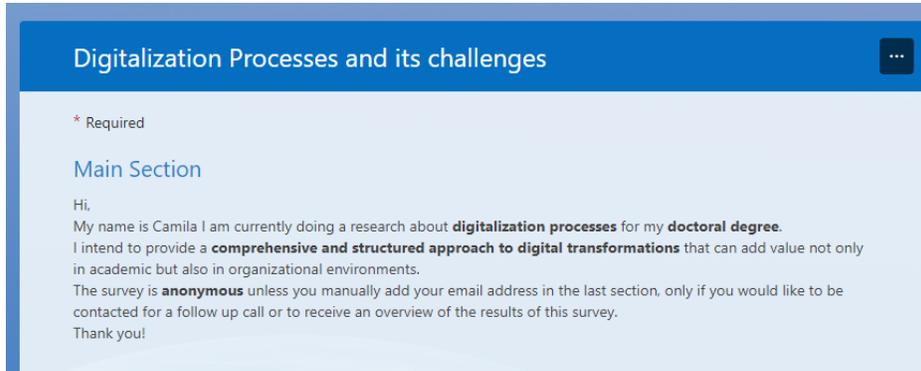 Digitalization Processes and its challenges
...
* Required
Main Section
Hi,
My name is Camila I am currently doing a research about digitalization processes for my doctoral degree.
I intend to provide a comprehensive and structured approach to digital transformations that can add value not only
in academic but also in organizational environments.
The survey is anonymous unless you manually add your email address in the last section, only if you would like to be
contacted for a follow up call or to receive an overview of the results of this survey.
Thank you!